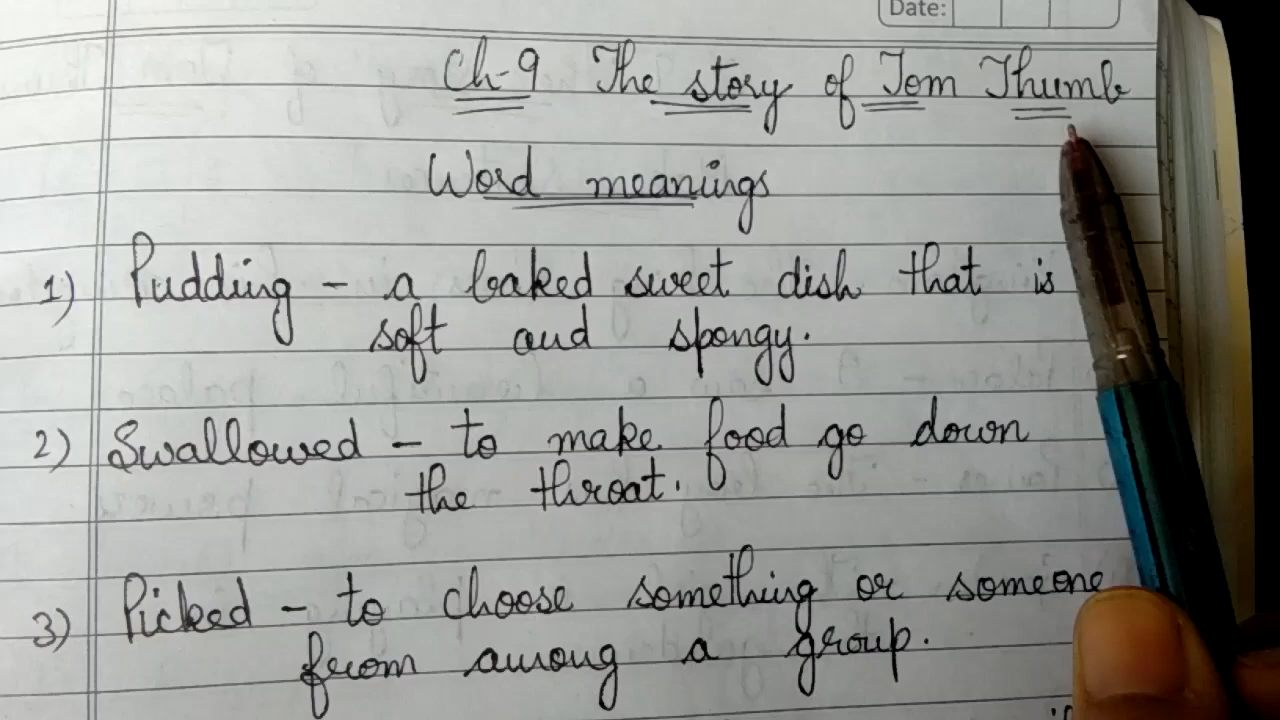 Date:
Ch-9 The story of Tom Thumb
Word meanings
1) Pudding - a baked sweet dish that is
soft and spongy.
2) Swallowed - to make food go down
the throat.
3) Picked - to choose something or someone
from among a group.